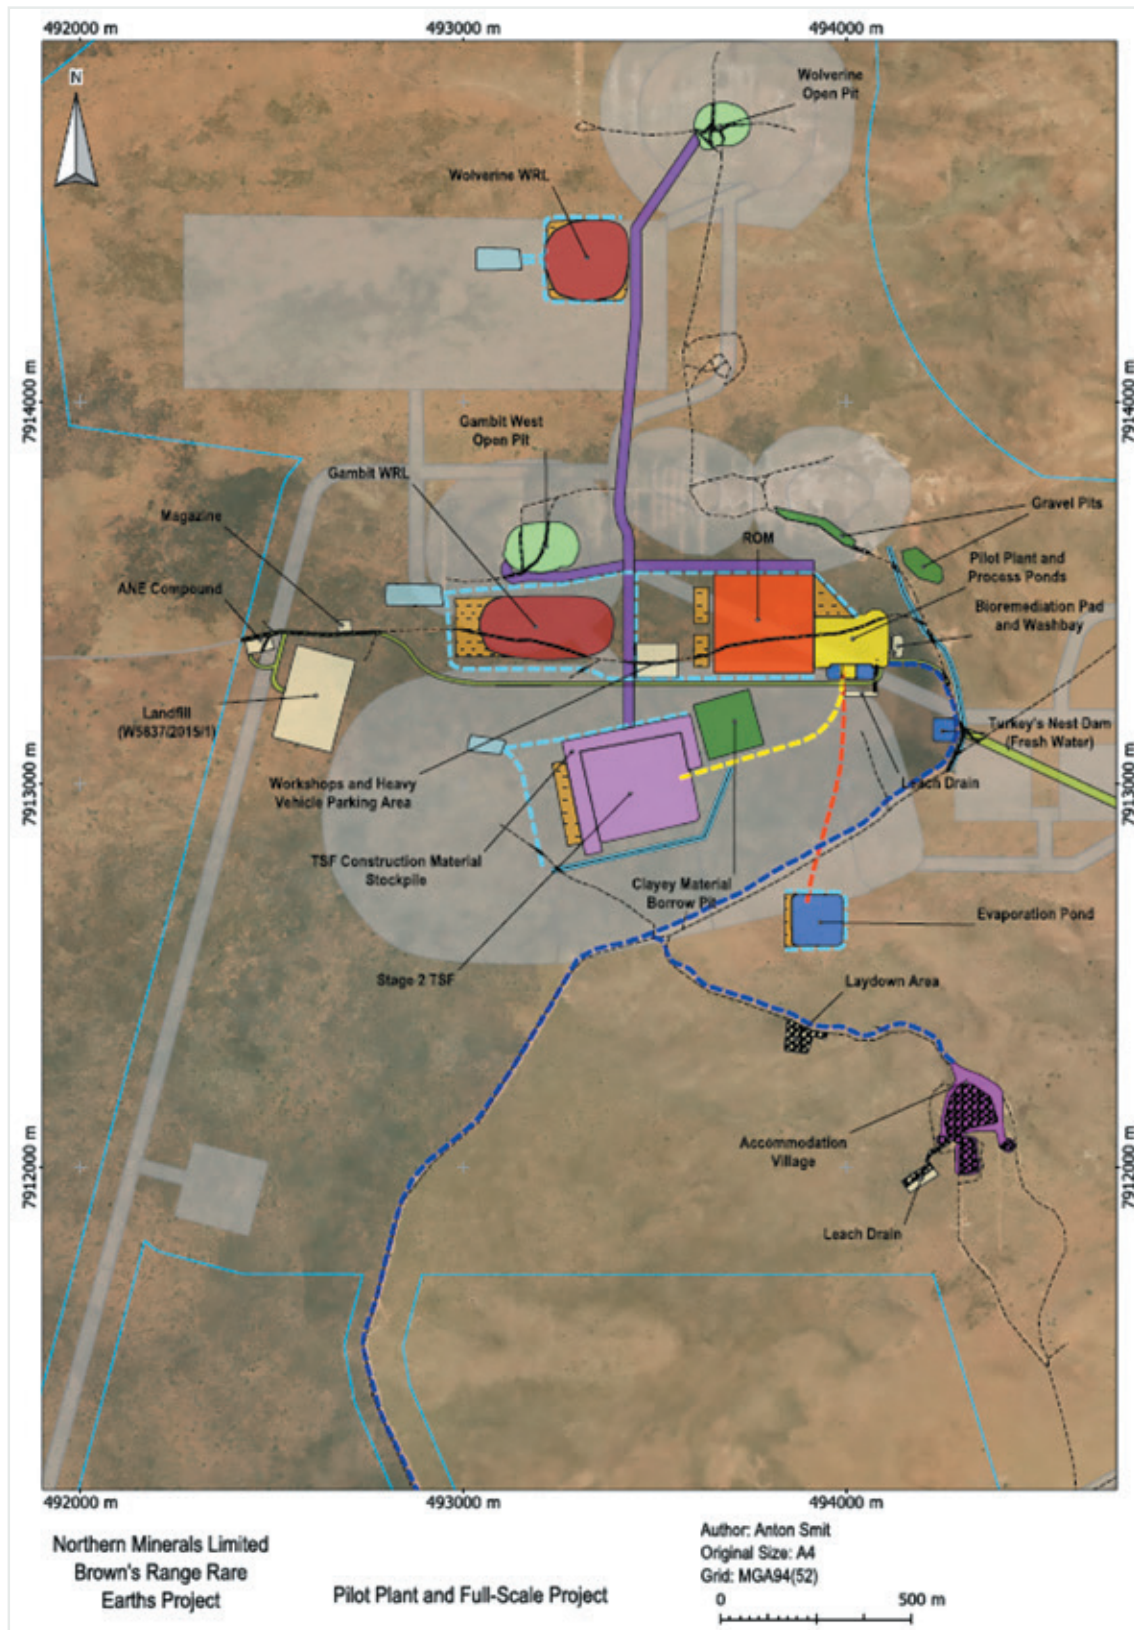 492000 m
493000 m
494000 m
N
Wolverine
Open Pit
Wolverine WRL
7914000 m
7914000 m
Gambit West
Open Pit
Gambit WRL
Magazine
Gravel Pits
ROM
Pilot Plant and
Process Ponds
ANE Compound
Bioremediation Pad
and Washbay
Landfill
(W5837/2015/1)
Turkey's Nest Dam
(Fresh Water)
7913000 m
7913000 m
Workshops and Heavy
Vehicle Parking Area
Leach Drain
TSF Construction Material
Stockpile
Clayey Material
Borrow Pit
Evaporation Pond
Stage 2 TSF
Laydown Area
Accommodation
Village
7912000 m
7912000 m
Leach Drain
492000 m
493000 m
494000 m
Northern Minerals Limited
Brown's Range Rare
Earths Project
Pilot Plant and Full-Scale Project
Author: Anton Smit
Original Size: A4
Grid: MGA94(52)
0
500 m